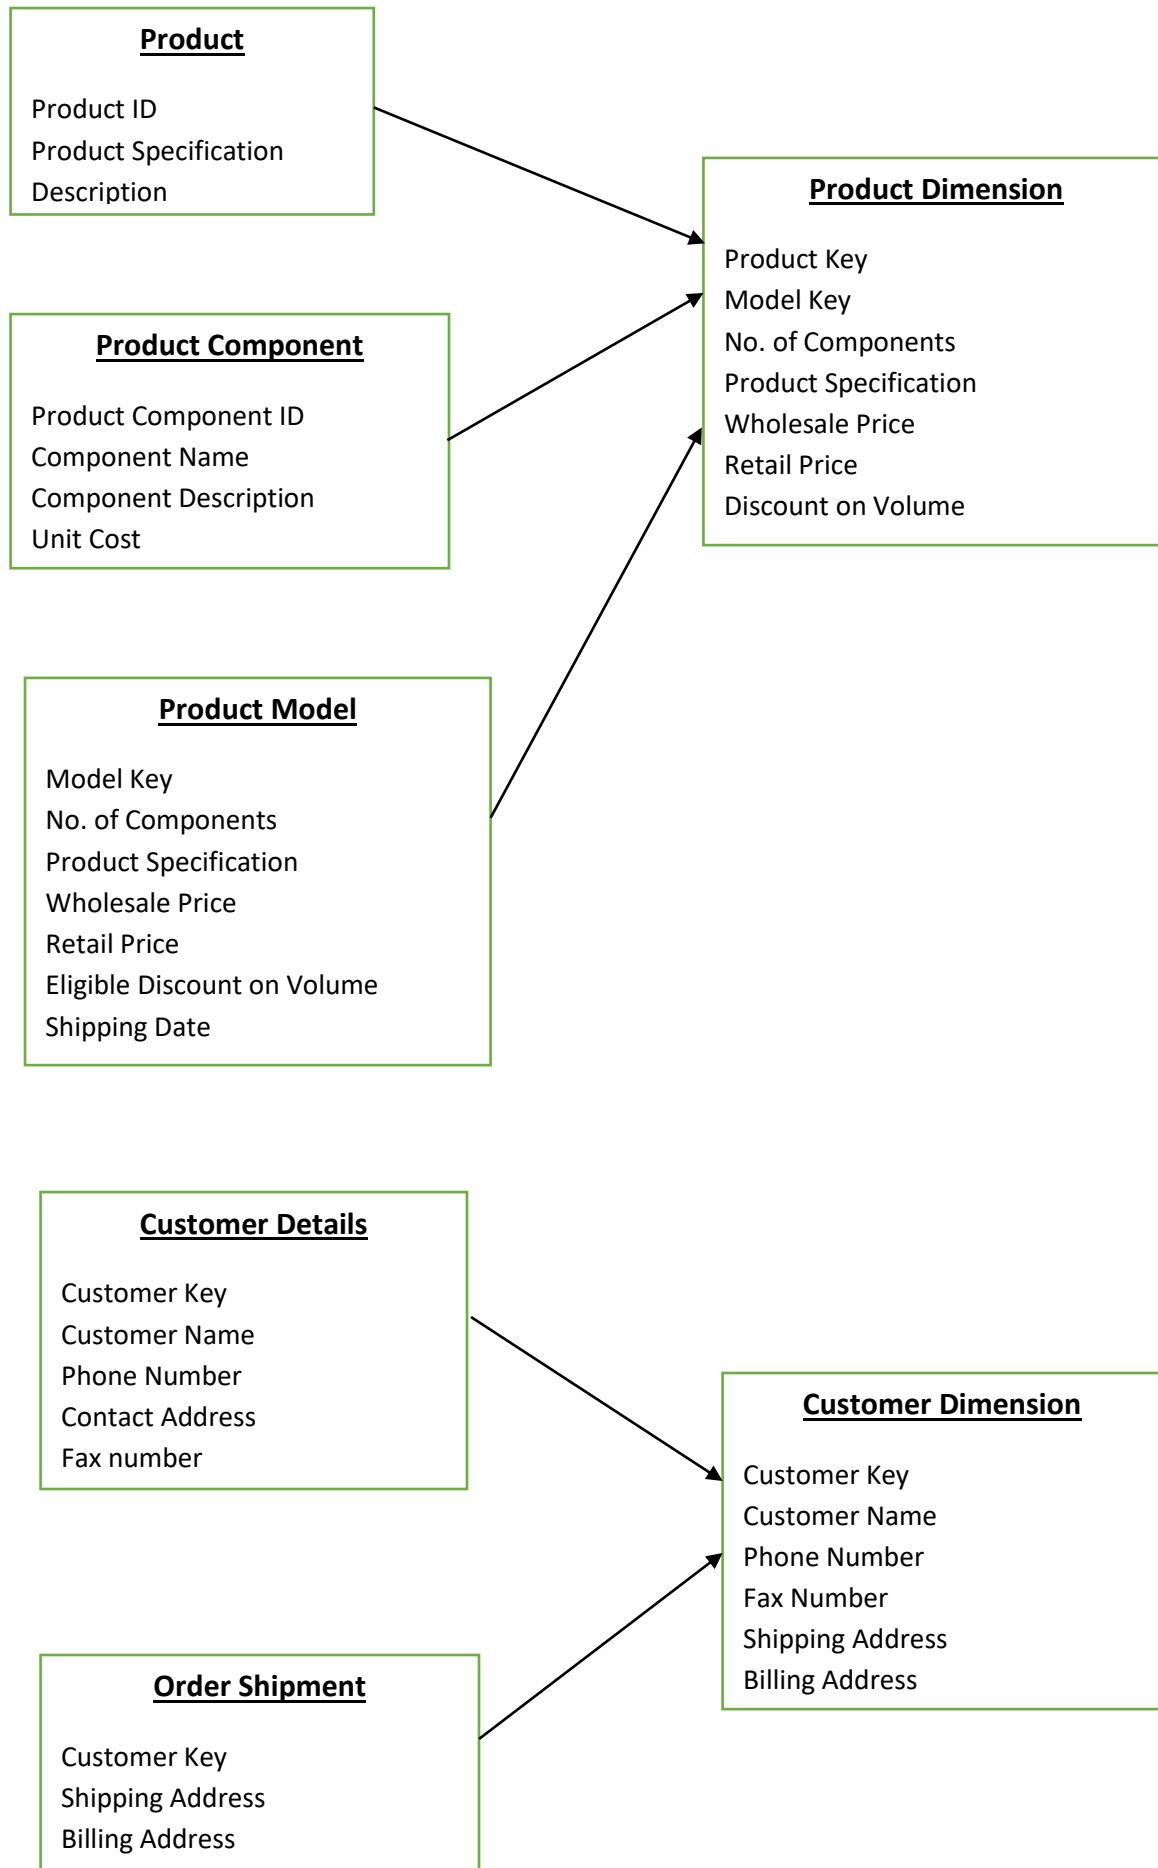 Product
Product ID
Product Specification
Description
Product Dimension
Product Key
Model Key
No. of Components
Product Specification
Wholesale Price
Retail Price
Discount on Volume
Product Component
Product Component ID
Component Name
Component Description
Unit Cost
Product Model
Model Key
No. of Components
Product Specification
Wholesale Price
Retail Price
Eligible Discount on Volume
Shipping Date
Customer Details
Customer Key
Customer Name
Phone Number
Contact Address
Fax number
Customer Dimension
Customer Key
Customer Name
Phone Number
Fax Number
Shipping Address
Billing Address
Order Shipment
Customer Key
Shipping Address
Billing Address